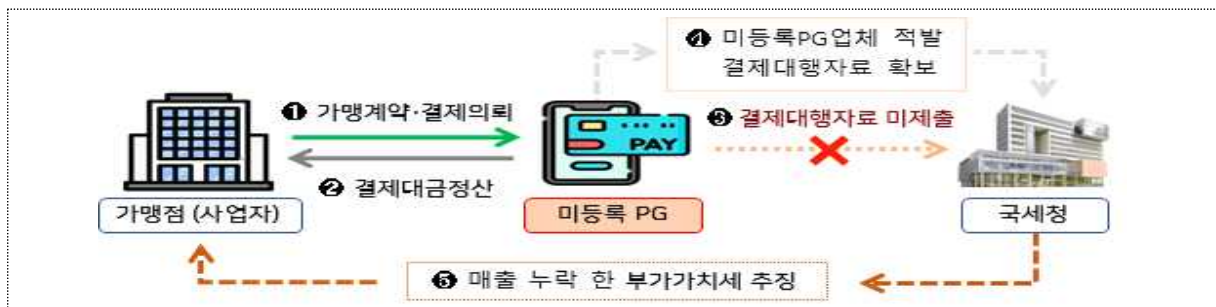 ❹ 미등록PG업체 적발
결제대행자료 확보
❶ 가맹계약·결제의뢰
❸ 결제대행자료 미제출
PAY
❷ 결제대금정산
가맹점 (사업자)
미등록 PG
국세청
❺ 매출 누락 한 부가가치세 추징